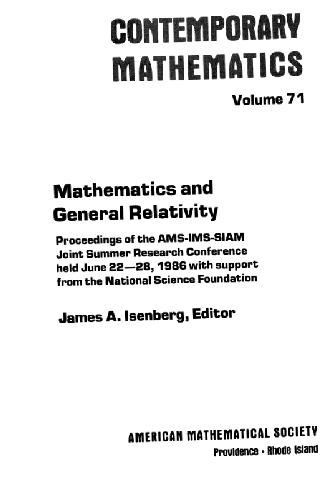 CONTEMPORARY
MATHEMATICS
Volume 71
Mathematics and
General Relativity
Proceedings of the AMS-IMS-SIAM
Joint Summer Research Conference
held June 22—28, 1986 with support
from the National Science Foundation
James A. Isenberg, Editor
AMERICAN MATHEMATICAL SOCIETY
Providence • Rhode Island